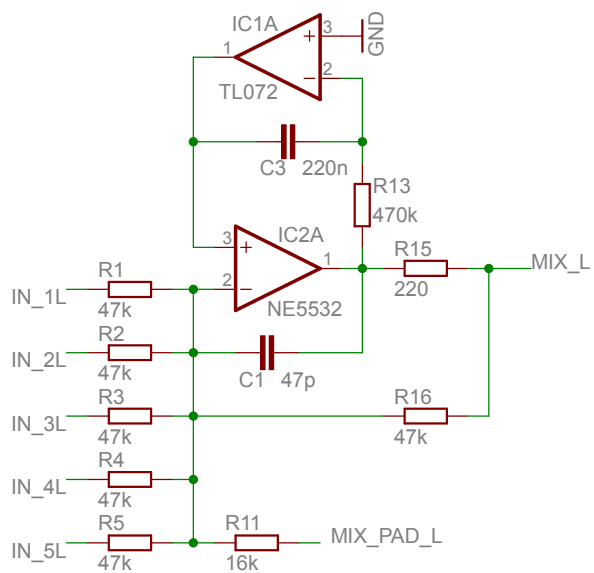 IC1A
1
3
+
GND
2
−
TL072
C3
220n
R13
470k
IC2A
3
+
1
2
−
NE5532
R15
220
MIX_L
R1
IN_1L
47k
R2
IN_2L
47k
C1
47p
R3
IN_3L
47k
R16
47k
R4
IN_4L
47k
R5
IN_5L
47k
R11
16k
MIX_PAD_L